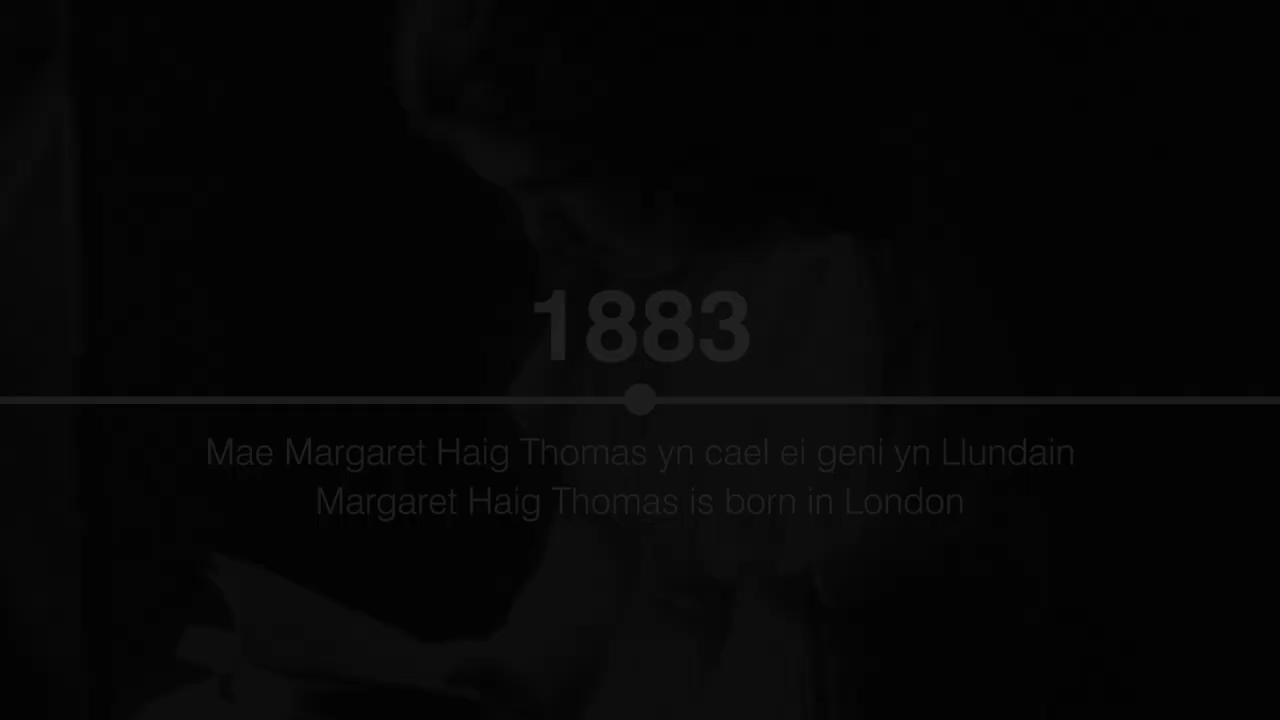 1883
Mae Margaret Haig Thomas yn cael ei geni yn Llundain
Margaret Haig Thomas is born in London